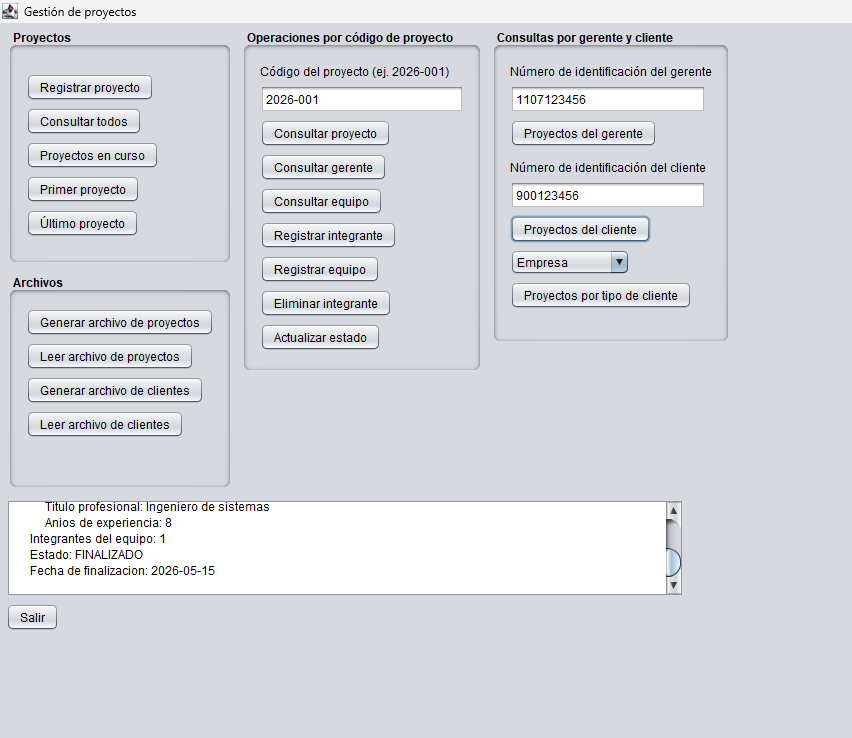 Gestión de proyectos
Proyectos
Registrar proyecto
Consultar todos
Proyectos en curso
Primer proyecto
Último proyecto
Archivos
Generar archivo de proyectos
Leer archivo de proyectos
Generar archivo de clientes
Leer archivo de clientes
Operaciones por código de proyecto
Código del proyecto (ej. 2026-001)
2026-001
Consultar proyecto
Consultar gerente
Consultar equipo
Registrar integrante
Registrar equipo
Eliminar integrante
Actualizar estado
Consultas por gerente y cliente
Número de identificación del gerente
1107123456
Proyectos del gerente
Número de identificación del cliente
900123456
Proyectos del cliente
Empresa
Proyectos por tipo de cliente
Titulo profesional: Ingeniero de sistemas
Anios de experiencia: 8
Integrantes del equipo: 1
Estado: FINALIZADO
Fecha de finalizacion: 2026-05-15
Salir